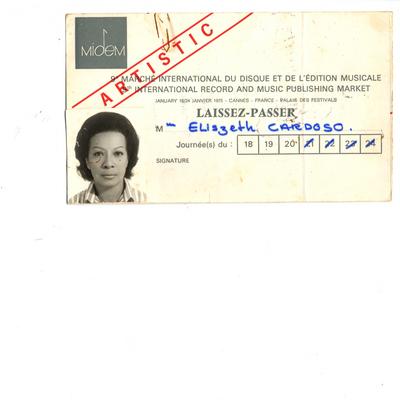 MIDEM
ARTISTIC
9e MARCHÉ INTERNATIONAL DU DISQUE ET DE L'ÉDITION MUSICALE
INTERNATIONAL RECORD AND MUSIC PUBLISHING MARKET
JANUARY 18/24 JANVIER 1975 - CANNES - FRANCE - PALAIS DES FESTIVALS
LAISSEZ-PASSER
Mme ELISZETH CARDOSO.
Journée(s) du : 18 19 20 21 22 23 24
SIGNATURE